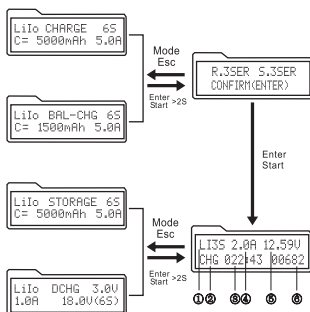 LiIo CHARGE 6S
C= 5000mAh 5.0A
LiIo BAL-CHG 6S
C= 1500mAh 5.0A
Mode
Esc
Enter
Start >2S
R.3SER S.3SER
CONFIRM(ENTER)
Enter
Start
LiIo STORAGE 6S
C= 5000mAh 5.0A
LiIo DCHG 3.0V
1.0A 18.0V(6S)
Mode
Esc
Enter
Start >2S
LI3S 2.0A 12.59V
CHG 022:43 00682
①② ③④ ⑤ ⑥